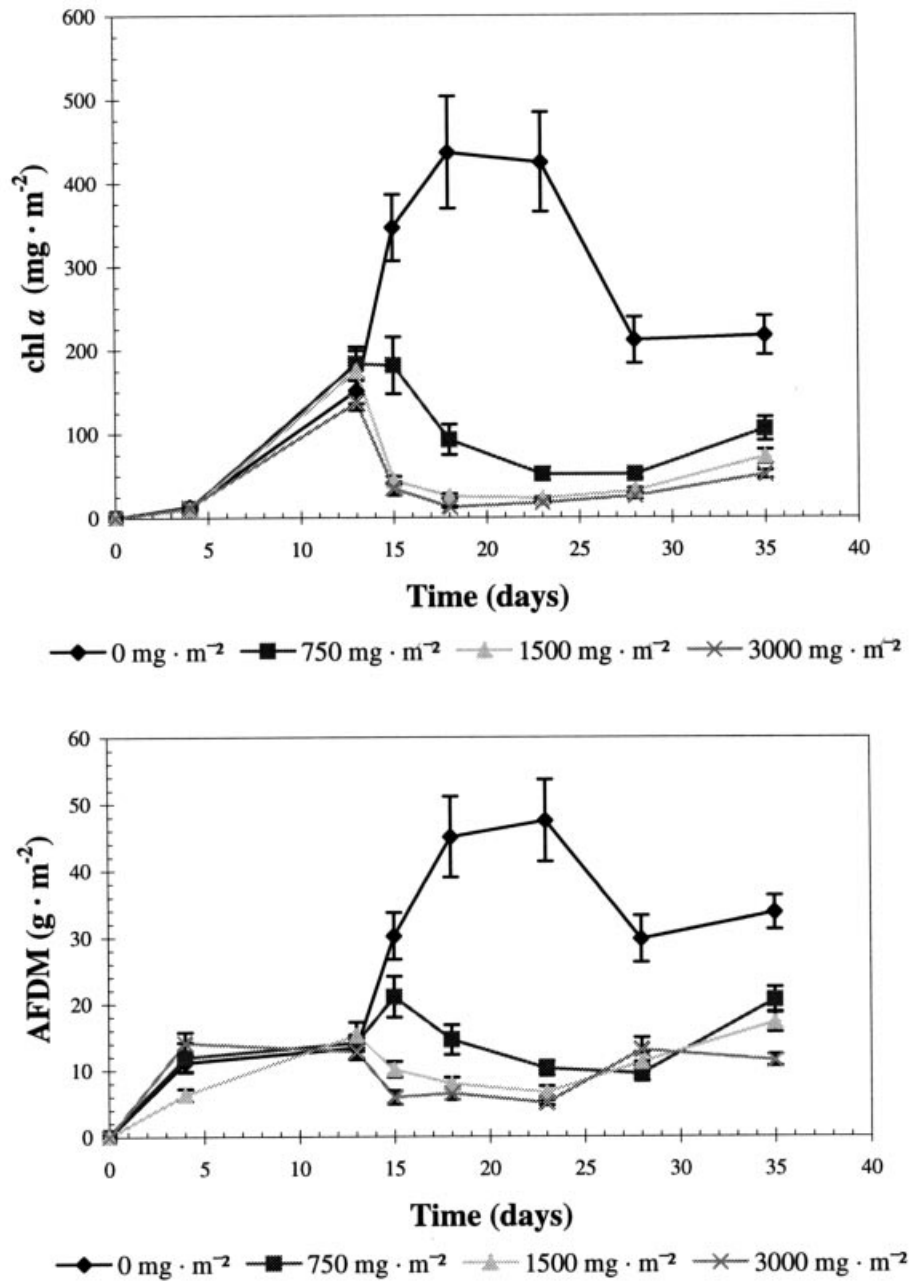 600
500
400
300
200
100
0
chl a (mg · m⁻²)
0 5 10 15 20 25 30 35 40
Time (days)
0 mg · m⁻² 750 mg · m⁻² 1500 mg · m⁻² 3000 mg · m⁻²
60
50
40
30
20
10
0
AFDM (g · m⁻²)
0 5 10 15 20 25 30 35 40
Time (days)
0 mg · m⁻² 750 mg · m⁻² 1500 mg · m⁻² 3000 mg · m⁻²